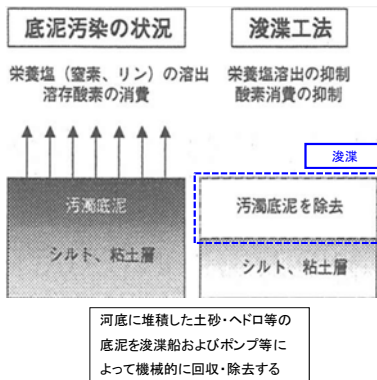 底泥汚染の状況
浚渫工法
栄養塩（窒素、リン）の溶出
溶存酸素の消費
栄養塩溶出の抑制
酸素消費の抑制
浚渫
汚濁底泥
シルト、粘土層
汚濁底泥を除去
シルト、粘土層
河底に堆積した土砂・ヘドロ等の
底泥を浚渫船およびポンプ等に
よって機械的に回収・除去する